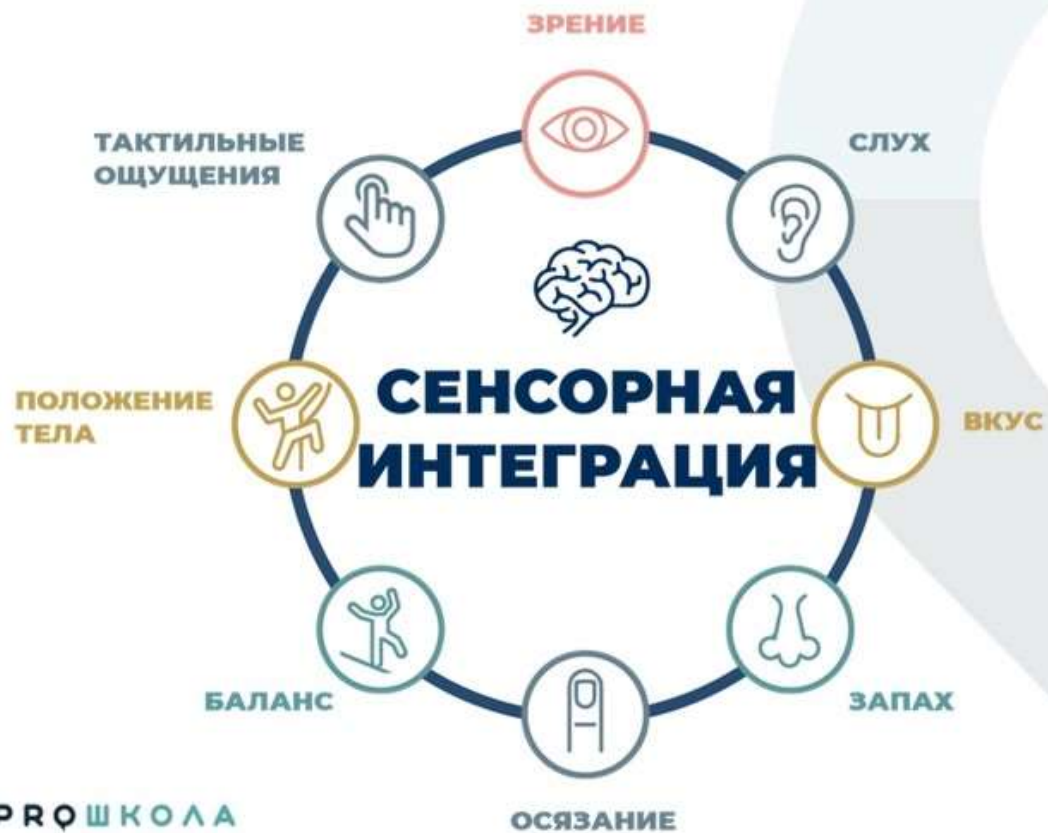 ЗРЕНИЕ
ТАКТИЛЬНЫЕ
ОЩУЩЕНИЯ
СЛУХ
ПОЛОЖЕНИЕ
ТЕЛА
СЕНСОРНАЯ
ИНТЕГРАЦИЯ
ВКУС
БАЛАНС
ЗАПАХ
ОСЯЗАНИЕ
PROШКОЛА